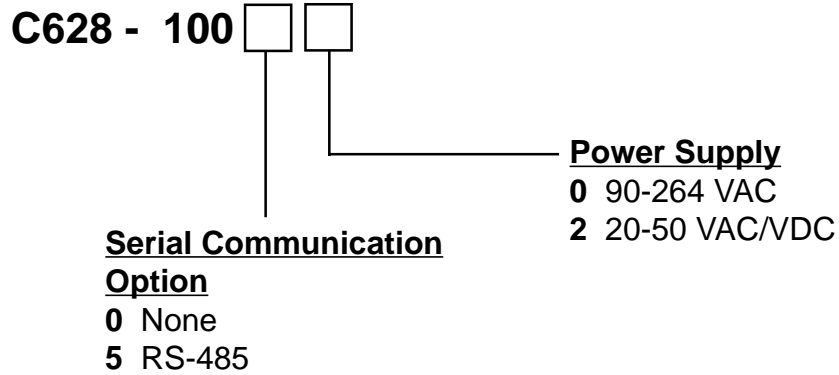 C628 - 100
Power Supply
0 90-264 VAC
2 20-50 VAC/VDC
Serial Communication
Option
0 None
5 RS-485